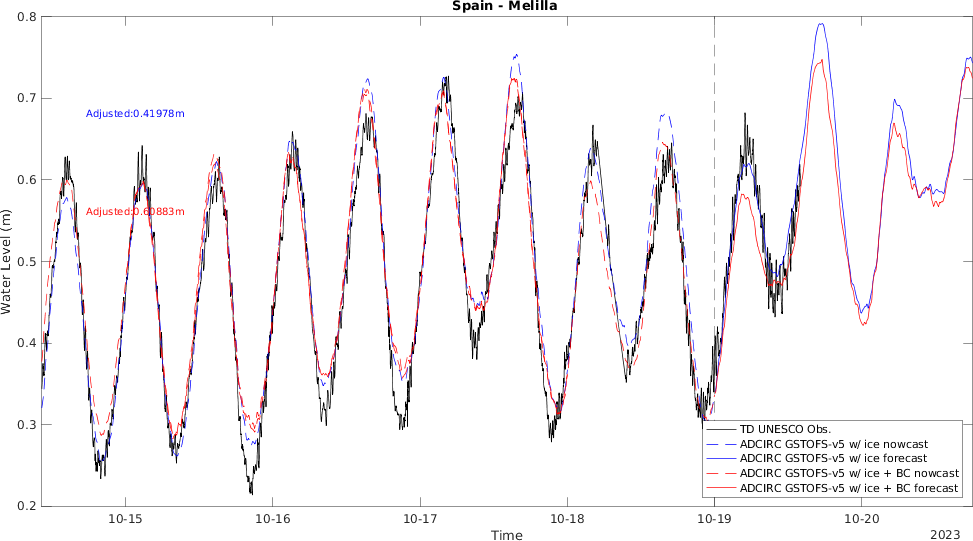 Spain - Melilla
0.8
0.7
0.6
0.5
0.4
0.3
0.2
Water Level (m)
Adjusted:0.41978m
Adjusted:0.60883m
TD UNESCO Obs.
ADCIRC GSTOFS-v5 w/ ice nowcast
ADCIRC GSTOFS-v5 w/ ice forecast
ADCIRC GSTOFS-v5 w/ ice + BC nowcast
ADCIRC GSTOFS-v5 w/ ice + BC forecast
10-15 10-16 10-17 10-18 10-19 10-20
Time
2023